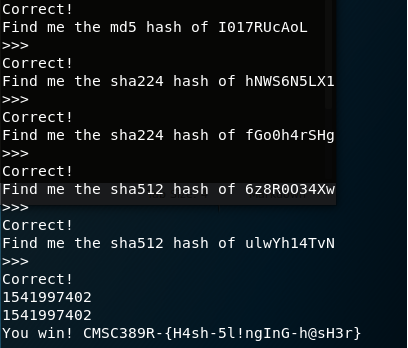 Correct!
Find me the md5 hash of I017RUcAoL
>>>
Correct!
Find me the sha224 hash of hNWS6N5LX1
>>>
Correct!
Find me the sha224 hash of fGo0h4rSHg
>>>
Correct!
Find me the sha512 hash of 6z8R0O34Xw
>>>
Correct!
Find me the sha512 hash of ulwYh14TvN
>>>
Correct!
1541997402
1541997402
You win! CMSC389R-{H4sh-5l!ngInG-h@sH3r}